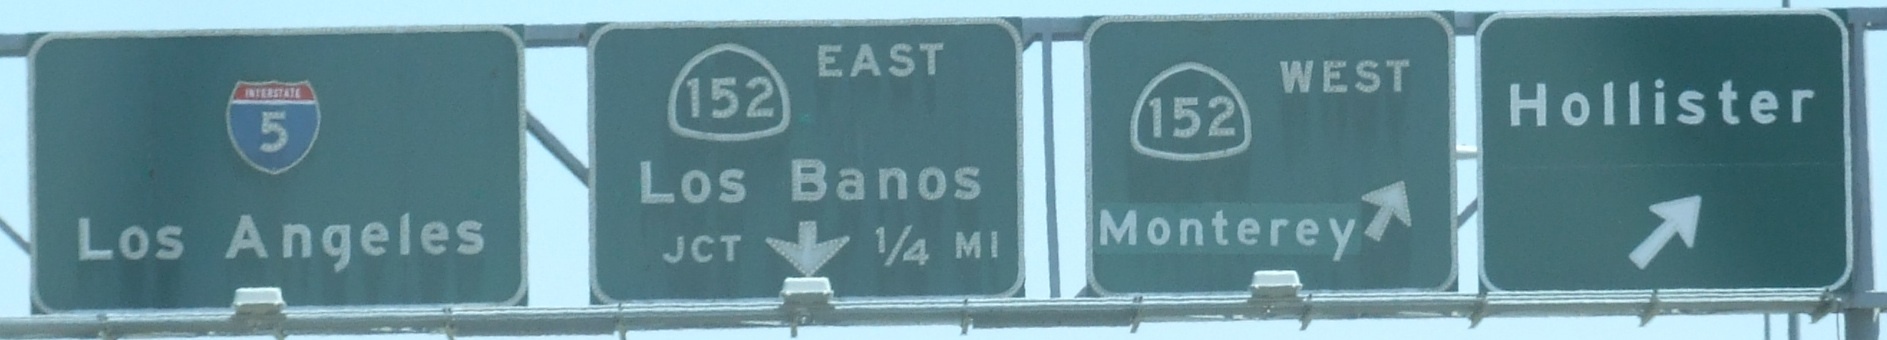 INTERSTATE
5
Los Angeles
152 EAST
Los Banos
JCT 1/4 MI
152 WEST
Monterey
Hollister